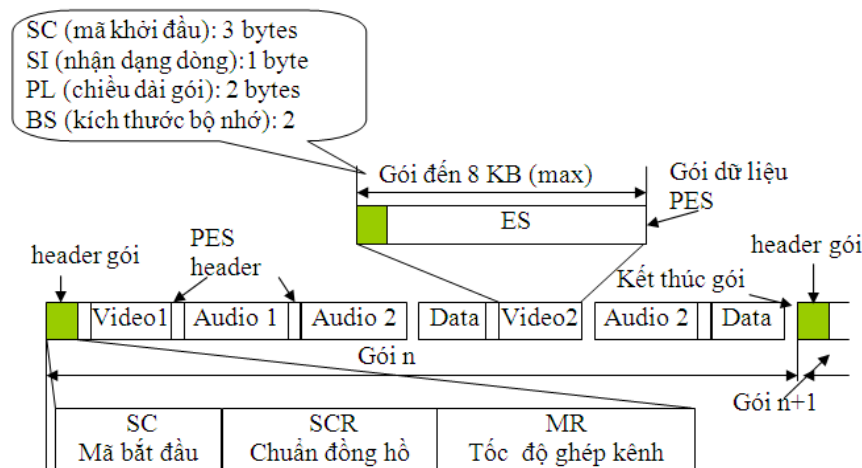 SC (mã khởi đầu): 3 bytes
SI (nhận dạng dòng):1 byte
PL (chiều dài gói): 2 bytes
BS (kích thước bộ nhớ): 2
Gói đến 8 KB (max)
Gói dữ liệu
PES
ES
header gói
PES
header
Kết thúc gói
header gói
Video1
Audio 1
Audio 2
Data
Video2
Audio 2
Data
Gói n
Gói n+1
SC
Mã bắt đầu
SCR
Chuẩn đồng hồ
MR
Tốc độ ghép kênh